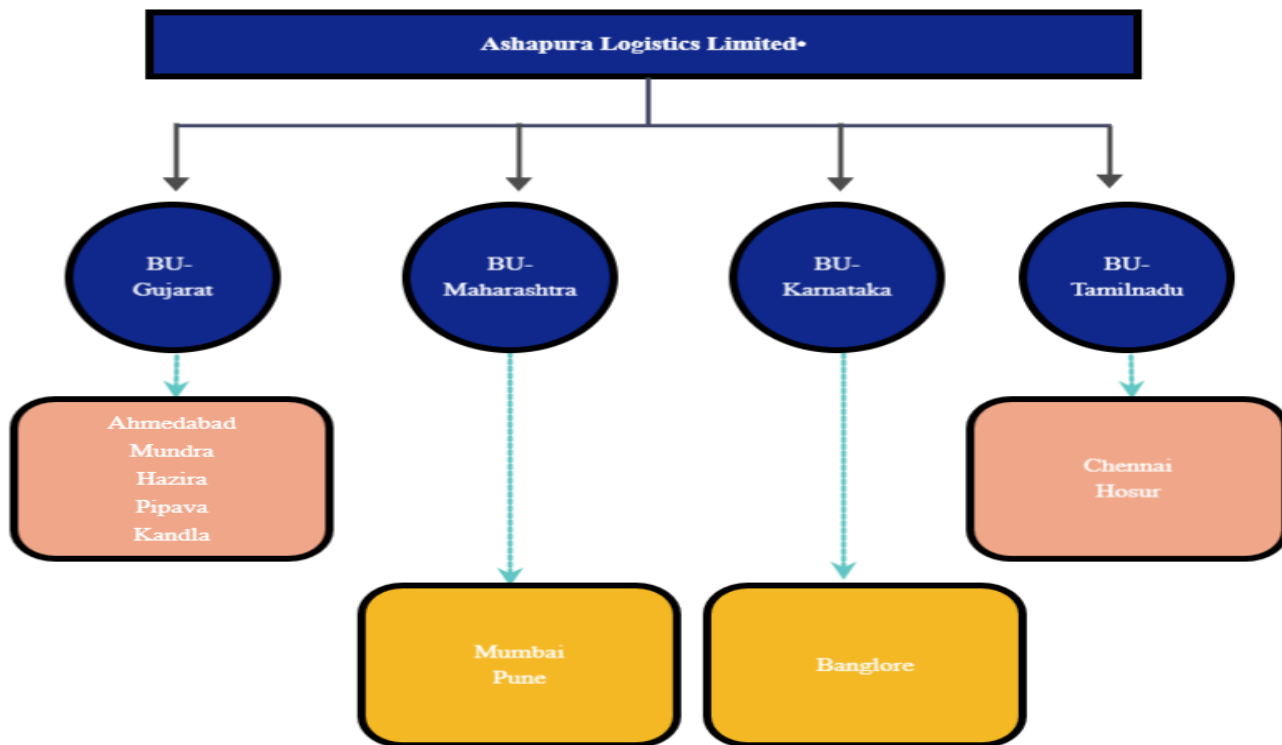 Ashapura Logistics Limited•
BU-
Gujarat
BU-
Maharashtra
BU-
Karnataka
BU-
Tamilnadu
Ahmedabad
Mundra
Hazira
Pipava
Kandla
Chennai
Hosur
Mumbai
Pune
Banglore